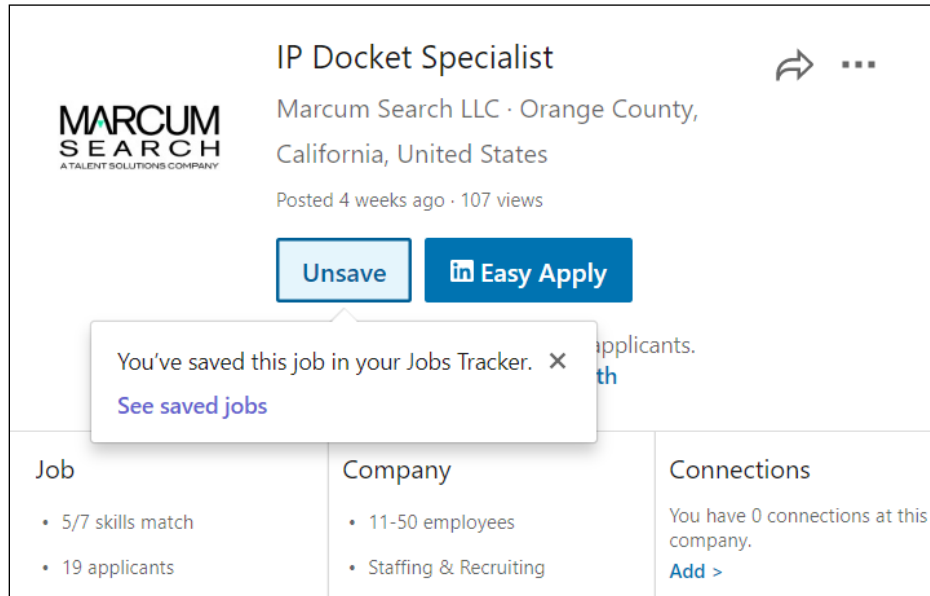 IP Docket Specialist
MARCUM
SEARCH
A TALENT SOLUTIONS COMPANY
Marcum Search LLC · Orange County,
California, United States
Posted 4 weeks ago · 107 views
Unsave
in Easy Apply
applicants.
You've saved this job in your Jobs Tracker. ×
See saved jobs
Job
• 5/7 skills match
• 19 applicants
Company
• 11-50 employees
• Staffing & Recruiting
Connections
You have 0 connections at this
company.
Add >